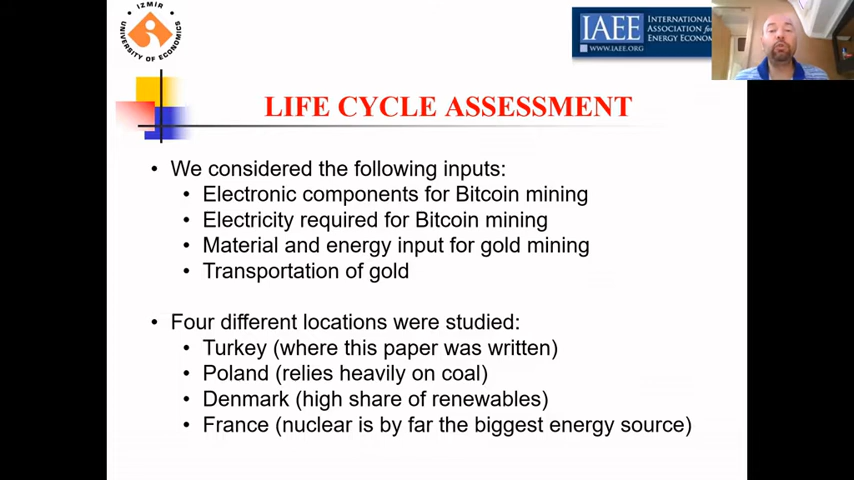 IZMIR
UNIVERSITY OF ECONOMICS
IAEE
INTERNATIONAL
ASSOCIATION for
ENERGY ECONOM
WWW.IAEE.ORG
LIFE CYCLE ASSESSMENT
• We considered the following inputs:
• Electronic components for Bitcoin mining
• Electricity required for Bitcoin mining
• Material and energy input for gold mining
• Transportation of gold
• Four different locations were studied:
• Turkey (where this paper was written)
• Poland (relies heavily on coal)
• Denmark (high share of renewables)
• France (nuclear is by far the biggest energy source)